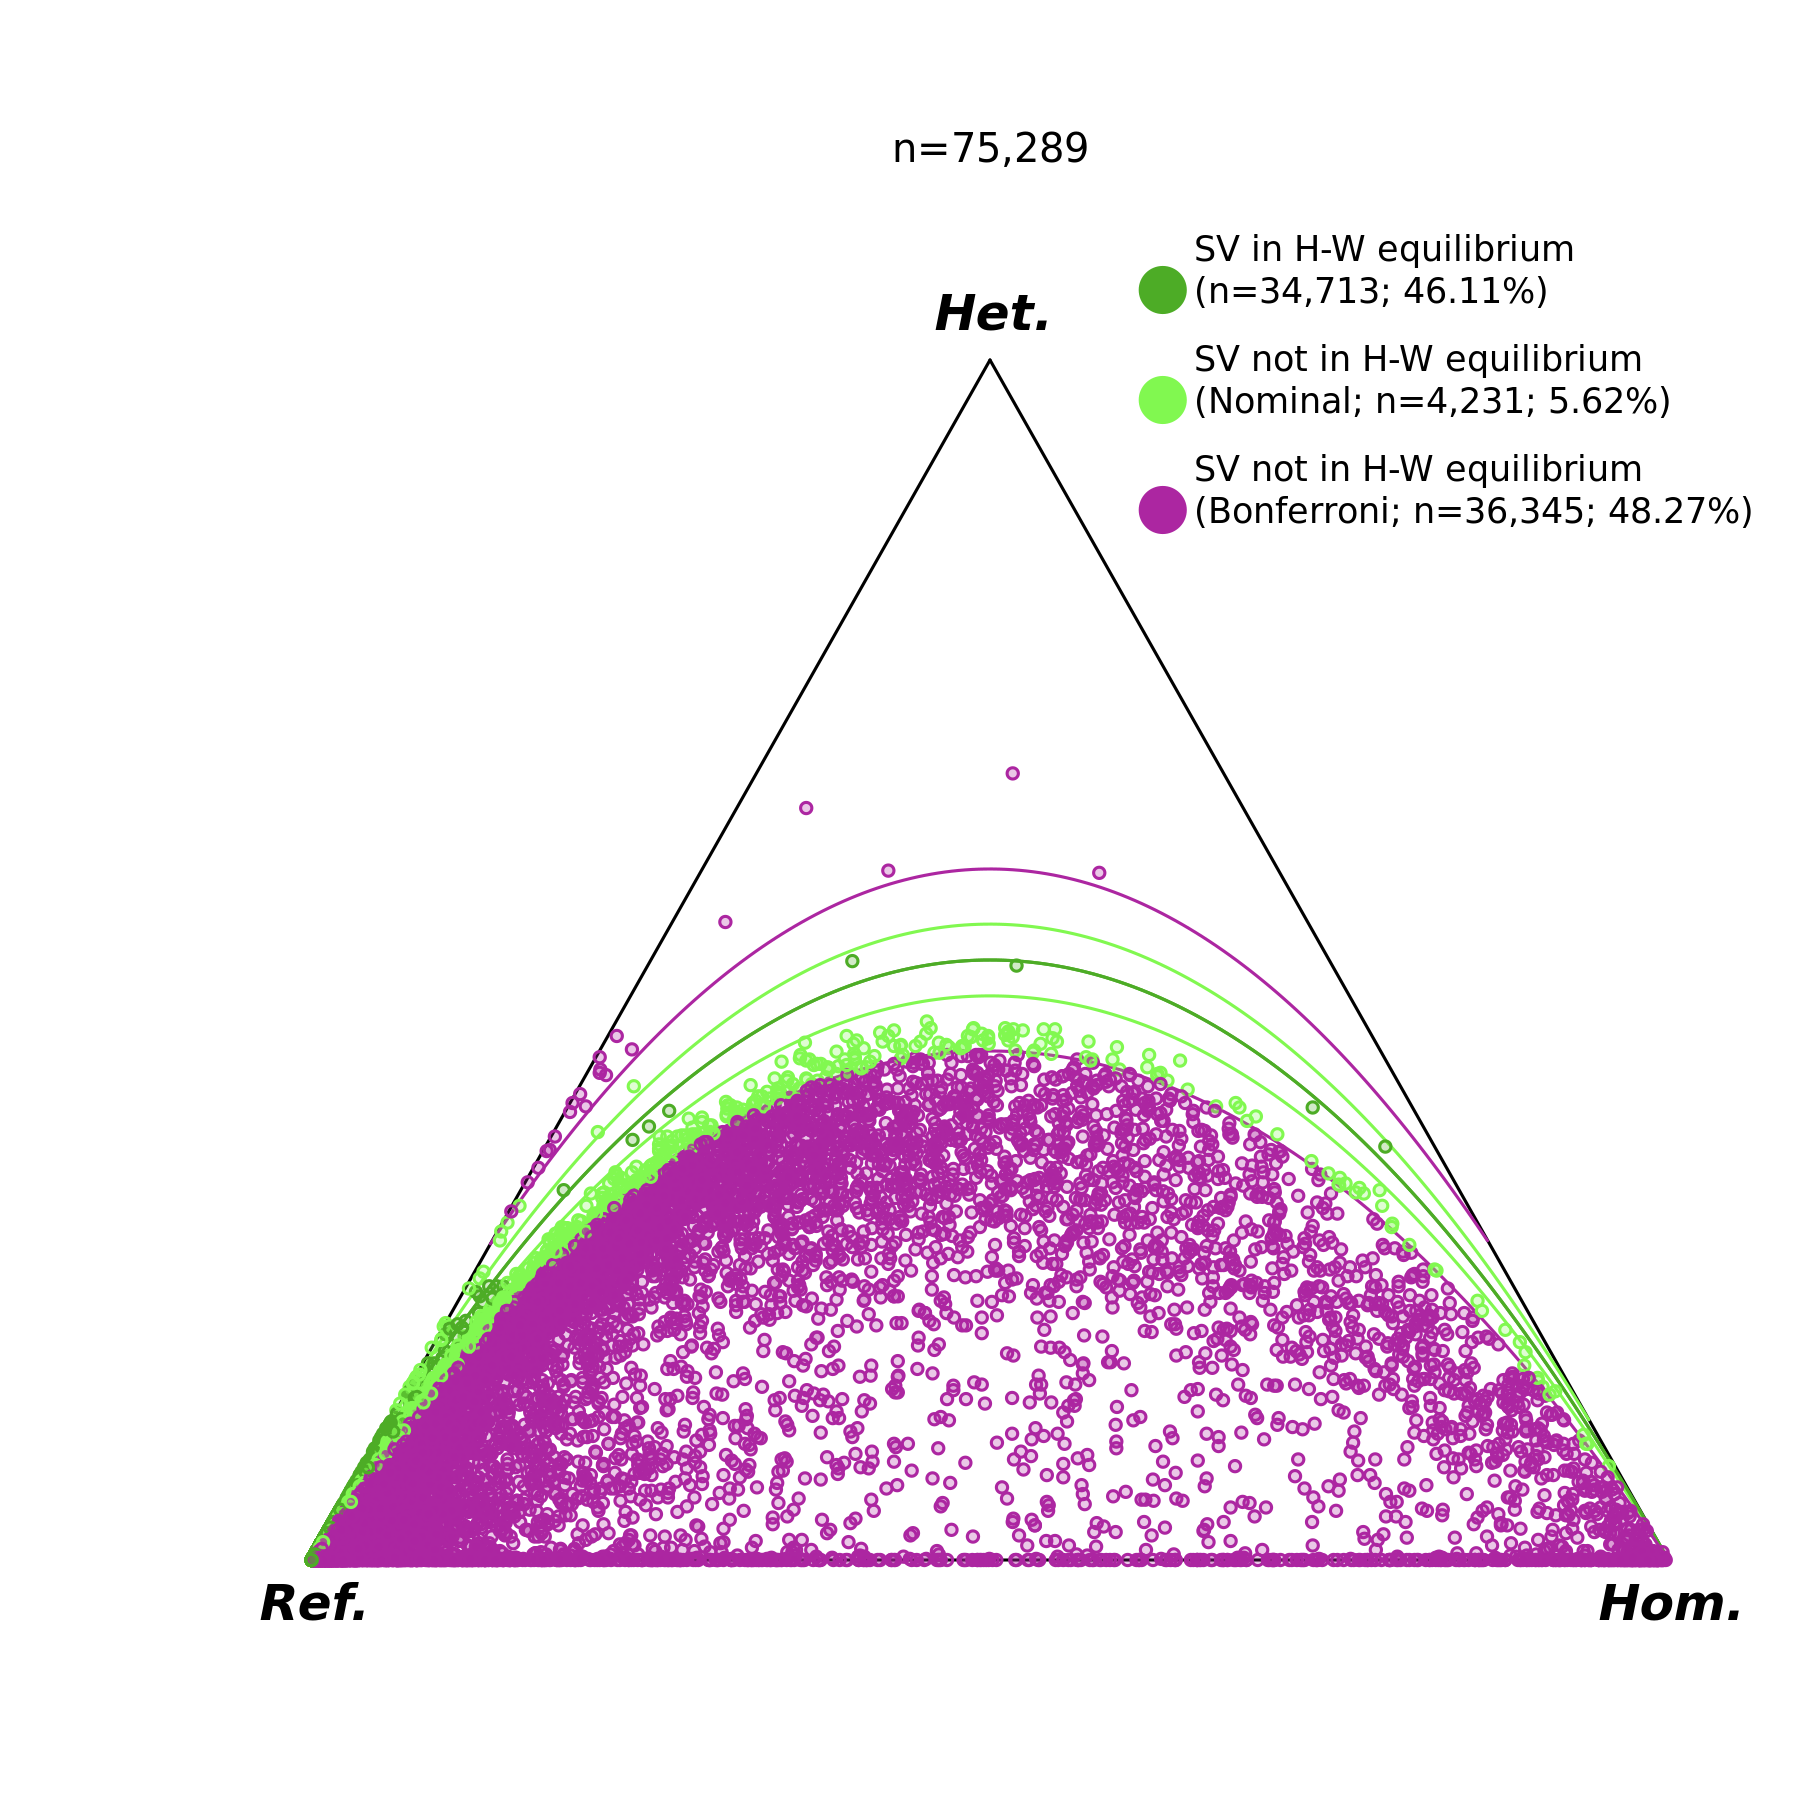 n=75,289
SV in H-W equilibrium
(n=34,713; 46.11%)
Het.
SV not in H-W equilibrium
(Nominal; n=4,231; 5.62%)
SV not in H-W equilibrium
(Bonferroni; n=36,345; 48.27%)
Ref.
Hom.